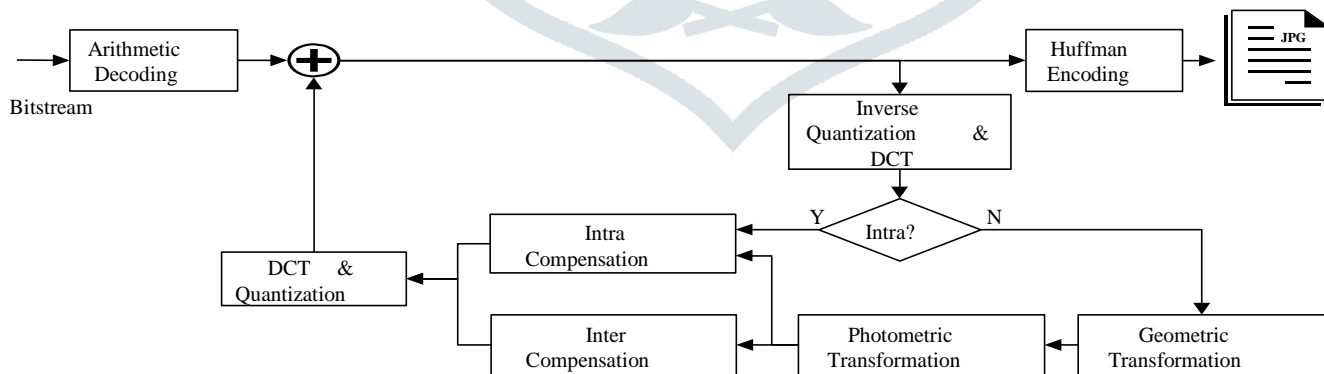 Arithmetic
Decoding
Bitstream
Huffman
Encoding
JPG
Inverse
Quantization &
DCT
Intra?
Y
N
Intra
Compensation
DCT &
Quantization
Inter
Compensation
Photometric
Transformation
Geometric
Transformation